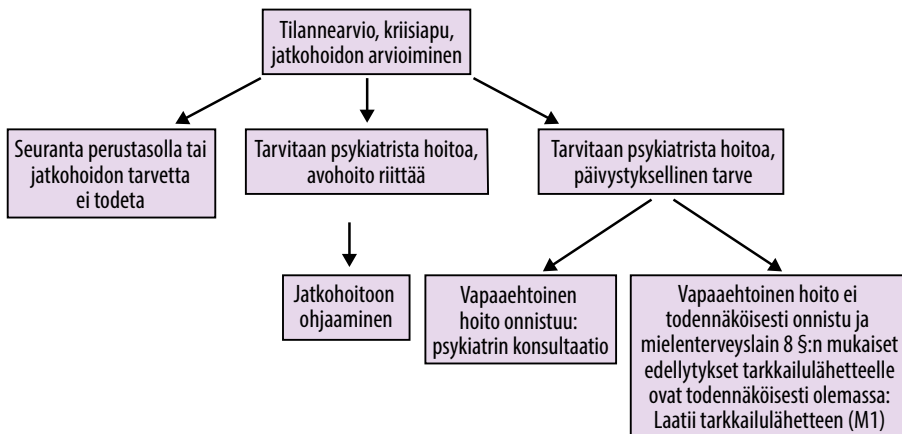 Tilannearvio, kriisiapu,
jatkohoidon arvioiminen
Seuranta perustasolla tai
jatkohoidon tarvetta
ei todeta
Tarvitaan psykiatrista hoitoa,
avohoito riittää
Tarvitaan psykiatrista hoitoa,
päivystyksellinen tarve
Jatkohoitoon
ohjaaminen
Vapaaehtoinen
hoito onnistuu:
psykiatrin konsultaatio
Vapaaehtoinen hoito ei
todennäköisesti onnistu ja
mielenterveyslain 8 §:n mukaiset
edellytykset tarkkailulähetteelle
ovat todennäköisesti olemassa:
Laatii tarkkailulähetteen (M1)